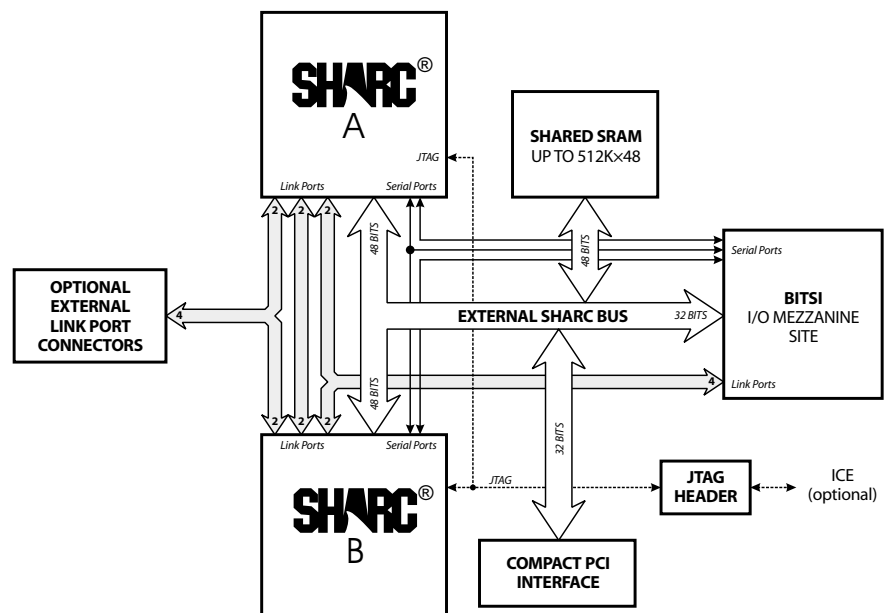 SHARC®
A
JTAG
Link Ports
Serial Ports
2
2
2
48 BITS
SHARED SRAM
UP TO 512K×48
48 BITS
Serial Ports
BITSI
I/O MEZZANINE
SITE
Link Ports
OPTIONAL
EXTERNAL
LINK PORT
CONNECTORS
4
EXTERNAL SHARC BUS
32 BITS
4
48 BITS
32 BITS
2
2
2
Link Ports
Serial Ports
SHARC®
B
JTAG
JTAG
HEADER
ICE
(optional)
COMPACT PCI
INTERFACE